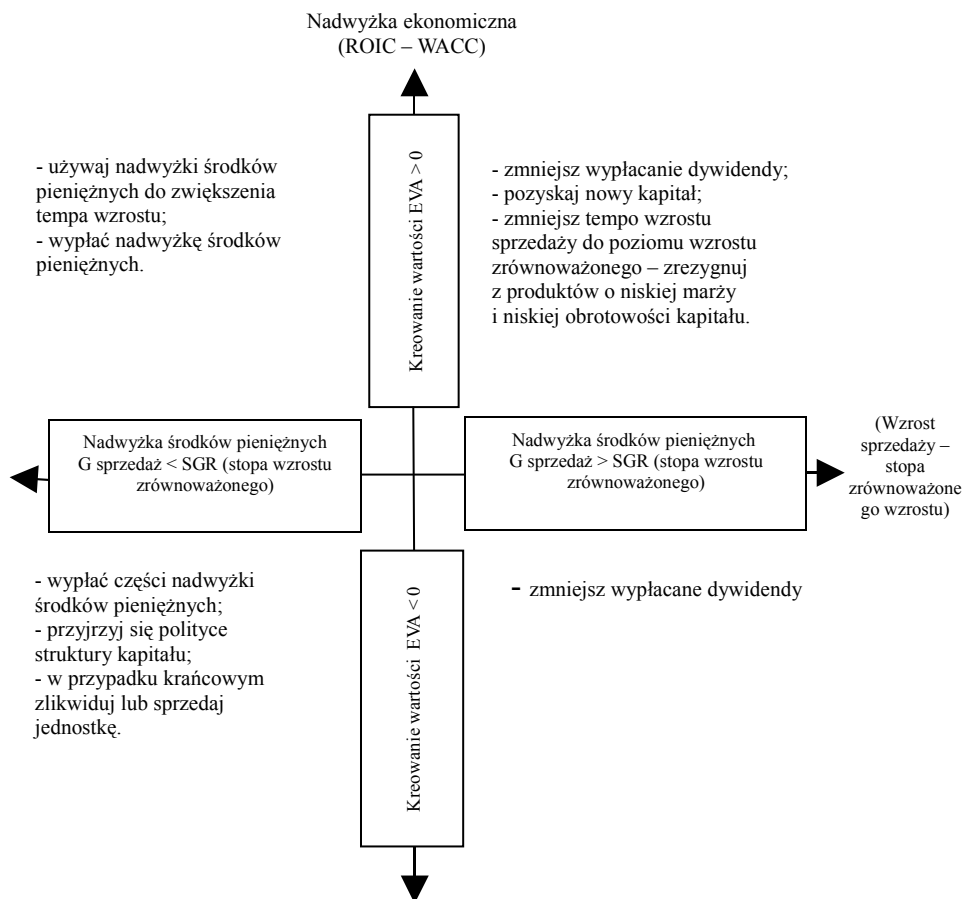 Nadwyżka ekonomiczna
(ROIC – WACC)
- używaj nadwyżki środków
pieniężnych do zwiększenia
tempa wzrostu;
- wypłać nadwyżkę środków
pieniężnych.
Kreowanie wartości EVA > 0
- zmniejsz wypłacanie dywidendy;
- pozyskaj nowy kapitał;
- zmniejsz tempo wzrostu
sprzedaży do poziomu wzrostu
zrównoważonego – zrezygnuj
z produktów o niskiej marży
i niskiej obrotowości kapitału.
Nadwyżka środków pieniężnych
G sprzedaż < SGR (stopa wzrostu
zrównoważonego)
Nadwyżka środków pieniężnych
G sprzedaż > SGR (stopa wzrostu
zrównoważonego)
(Wzrost
sprzedaży –
stopa
zrównoważone
go wzrostu)
- wypłać części nadwyżki
środków pieniężnych;
- przyjrzyj się polityce
struktury kapitału;
- w przypadku krańcowym
zlikwiduj lub sprzedaj
jednostkę.
Kreowanie wartości EVA < 0
- zmniejsz wypłacane dywidendy